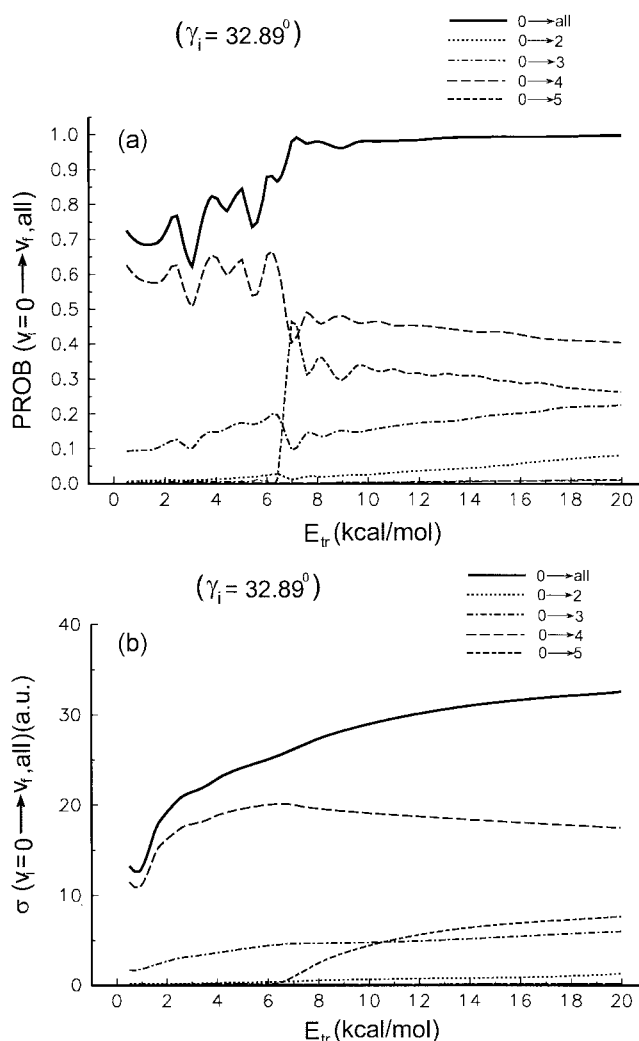 (γi = 32.89⁰)
0→all
0→2
0→3
0→4
0→5
(a)
PROB (vi = 0 → vf,all)
1.0
0.9
0.8
0.7
0.6
0.5
0.4
0.3
0.2
0.1
0.0
0 2 4 6 8 10 12 14 16 18 20
Etr (kcal/mol)
(γi = 32.89⁰)
0→all
0→2
0→3
0→4
0→5
(b)
σ (vi = 0 → vf,all)(a.u.)
40
30
20
10
0
0 2 4 6 8 10 12 14 16 18 20
Etr (kcal/mol)